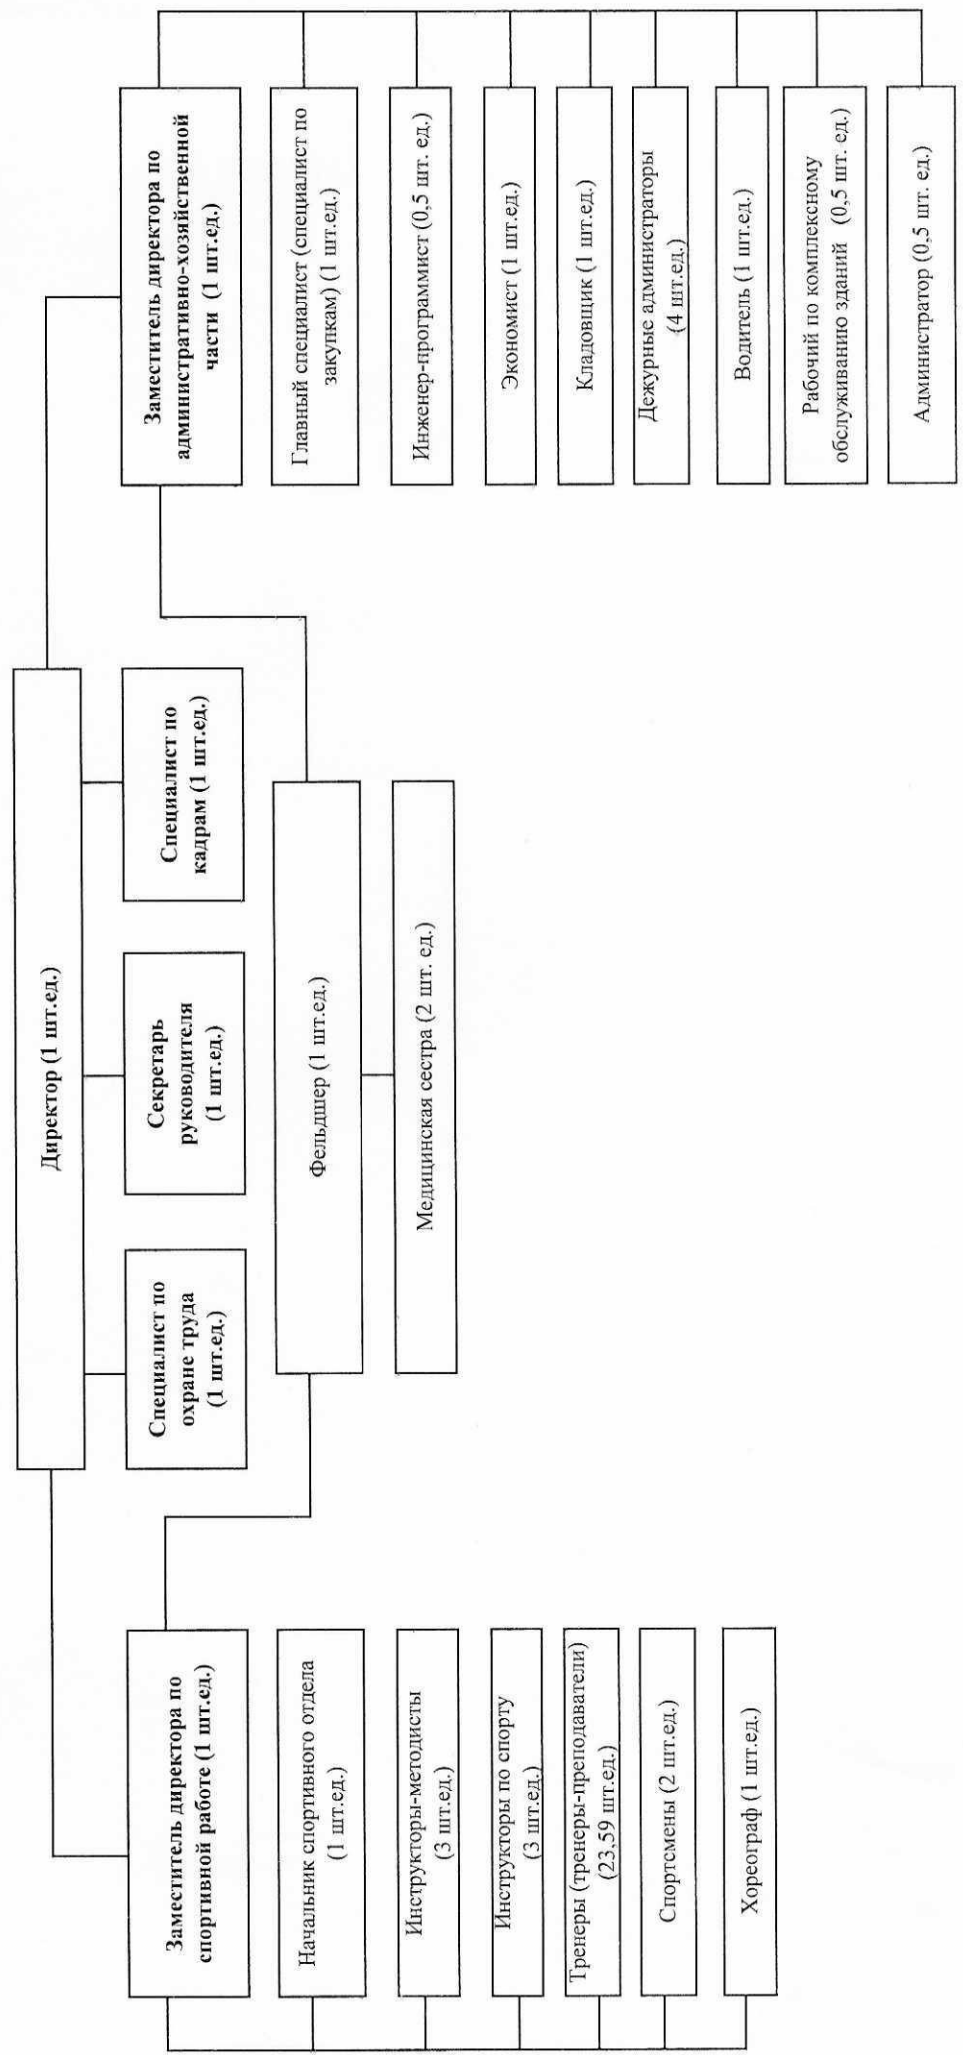 Директор (1 шт.ед.)
Специалист по
охране труда
(1 шт.ед.)
Секретарь
руководителя
(1 шт.ед.)
Специалист по
кадрам (1 шт.ед.)
Заместитель директора по
спортивной работе (1 шт.ед.)
Начальник спортивного отдела
(1 шт.ед.)
Инструкторы-методисты
(3 шт.ед.)
Инструкторы по спорту
(3 шт.ед.)
Тренеры (тренеры-преподаватели)
(23,59 шт.ед.)
Спортсмены (2 шт.ед.)
Хореограф (1 шт.ед.)
Фельдшер (1 шт.ед.)
Медицинская сестра (2 шт. ед.)
Заместитель директора по
административно-хозяйственной
части (1 шт.ед.)
Главный специалист (специалист по
закупкам) (1 шт.ед.)
Инженер-программист (0,5 шт. ед.)
Экономист (1 шт.ед.)
Кладовщик (1 шт.ед.)
Дежурные администраторы
(4 шт.ед.)
Водитель (1 шт.ед.)
Рабочий по комплексному
обслуживанию зданий (0,5 шт. ед.)
Администратор (0,5 шт. ед.)